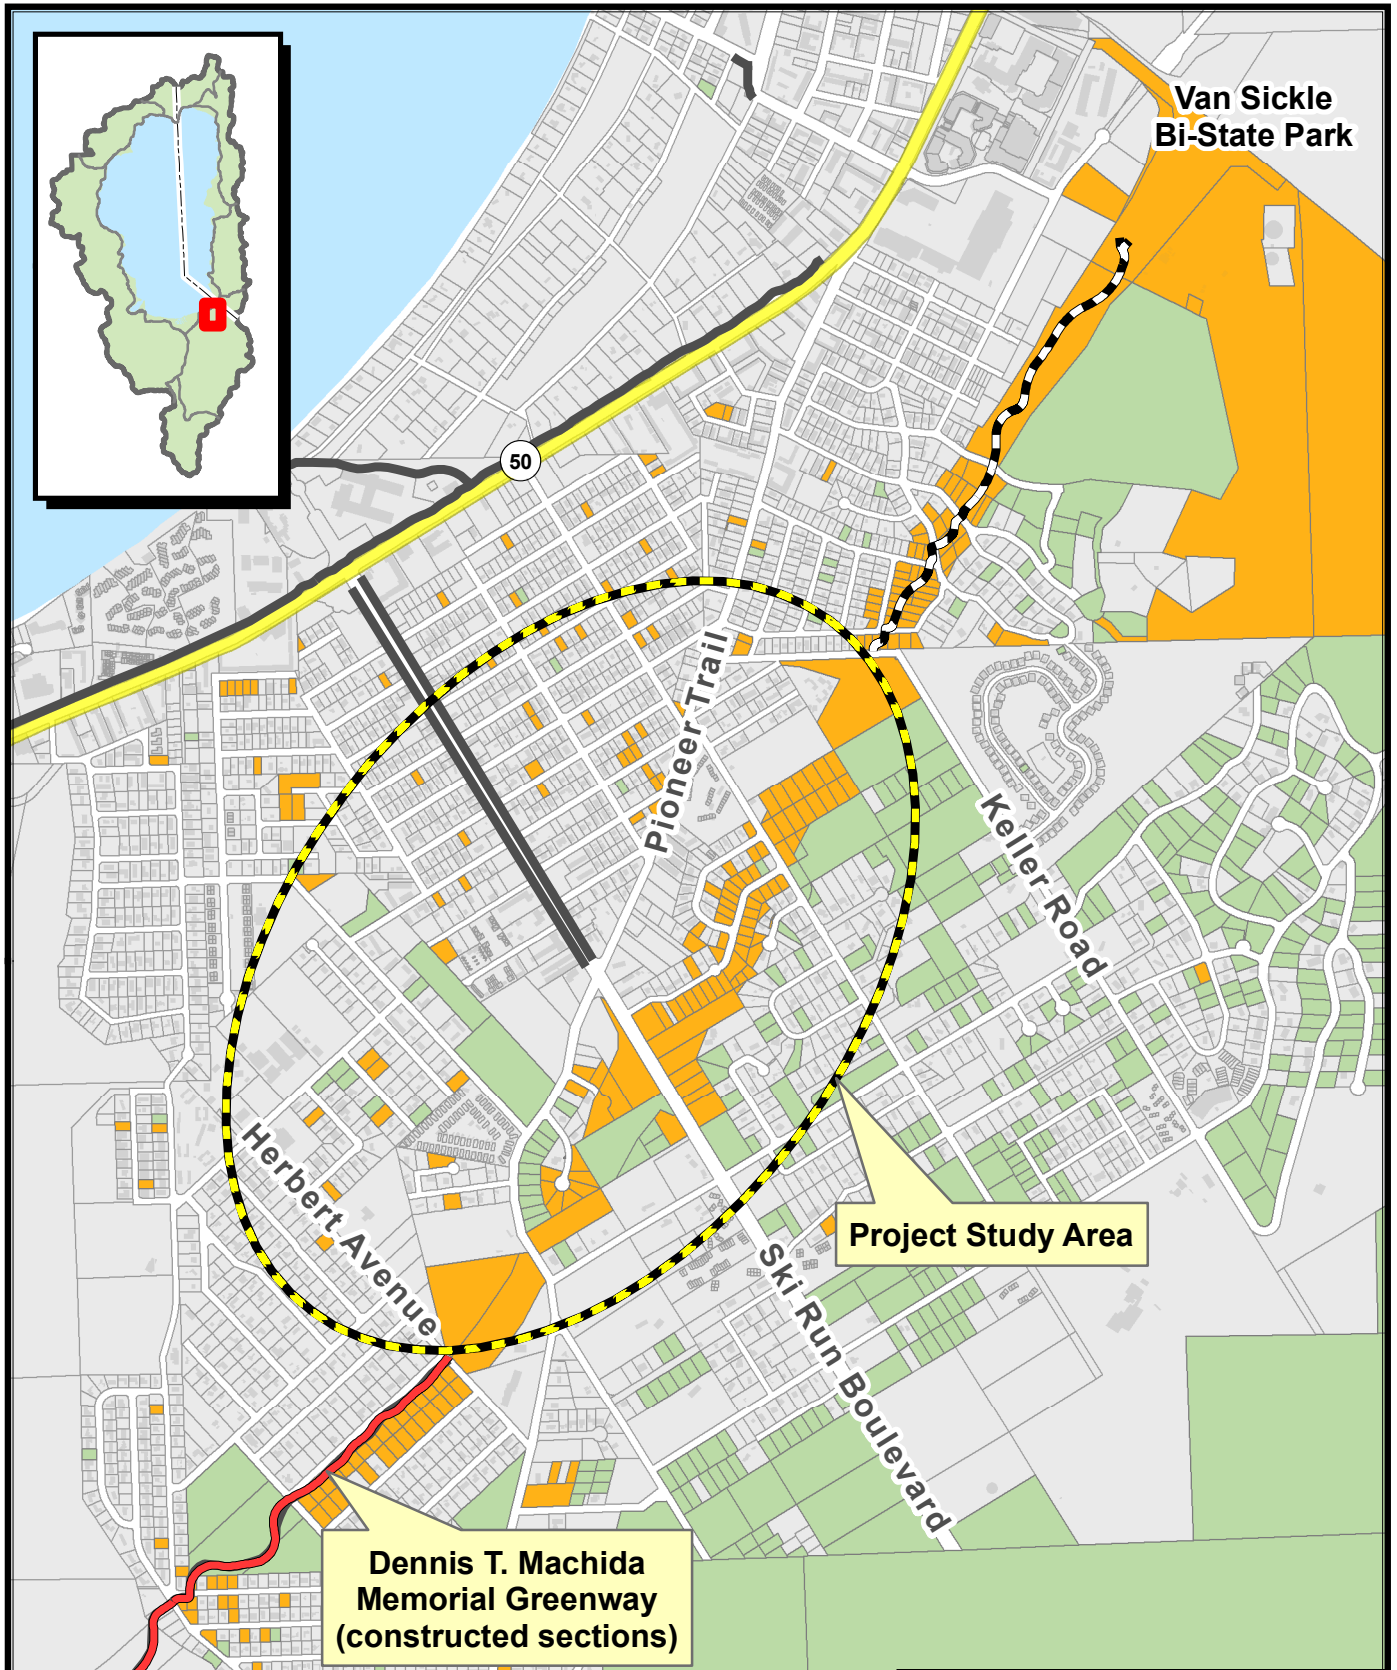 Van Sickle
Bi-State Park
50
Pioneer Trail
Keller Road
Herbert Avenue
Project Study Area
Ski Run Boulevard
Dennis T. Machida
Memorial Greenway
(constructed sections)